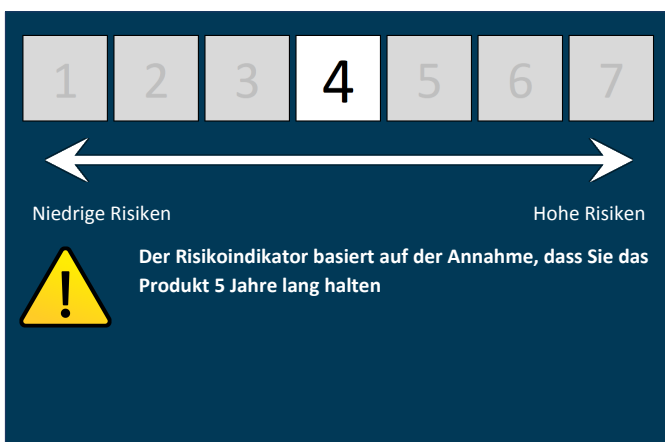 1 2 3 4 5 6 7
Niedrige Risiken Hohe Risiken
Der Risikoindikator basiert auf der Annahme, dass Sie das
Produkt 5 Jahre lang halten